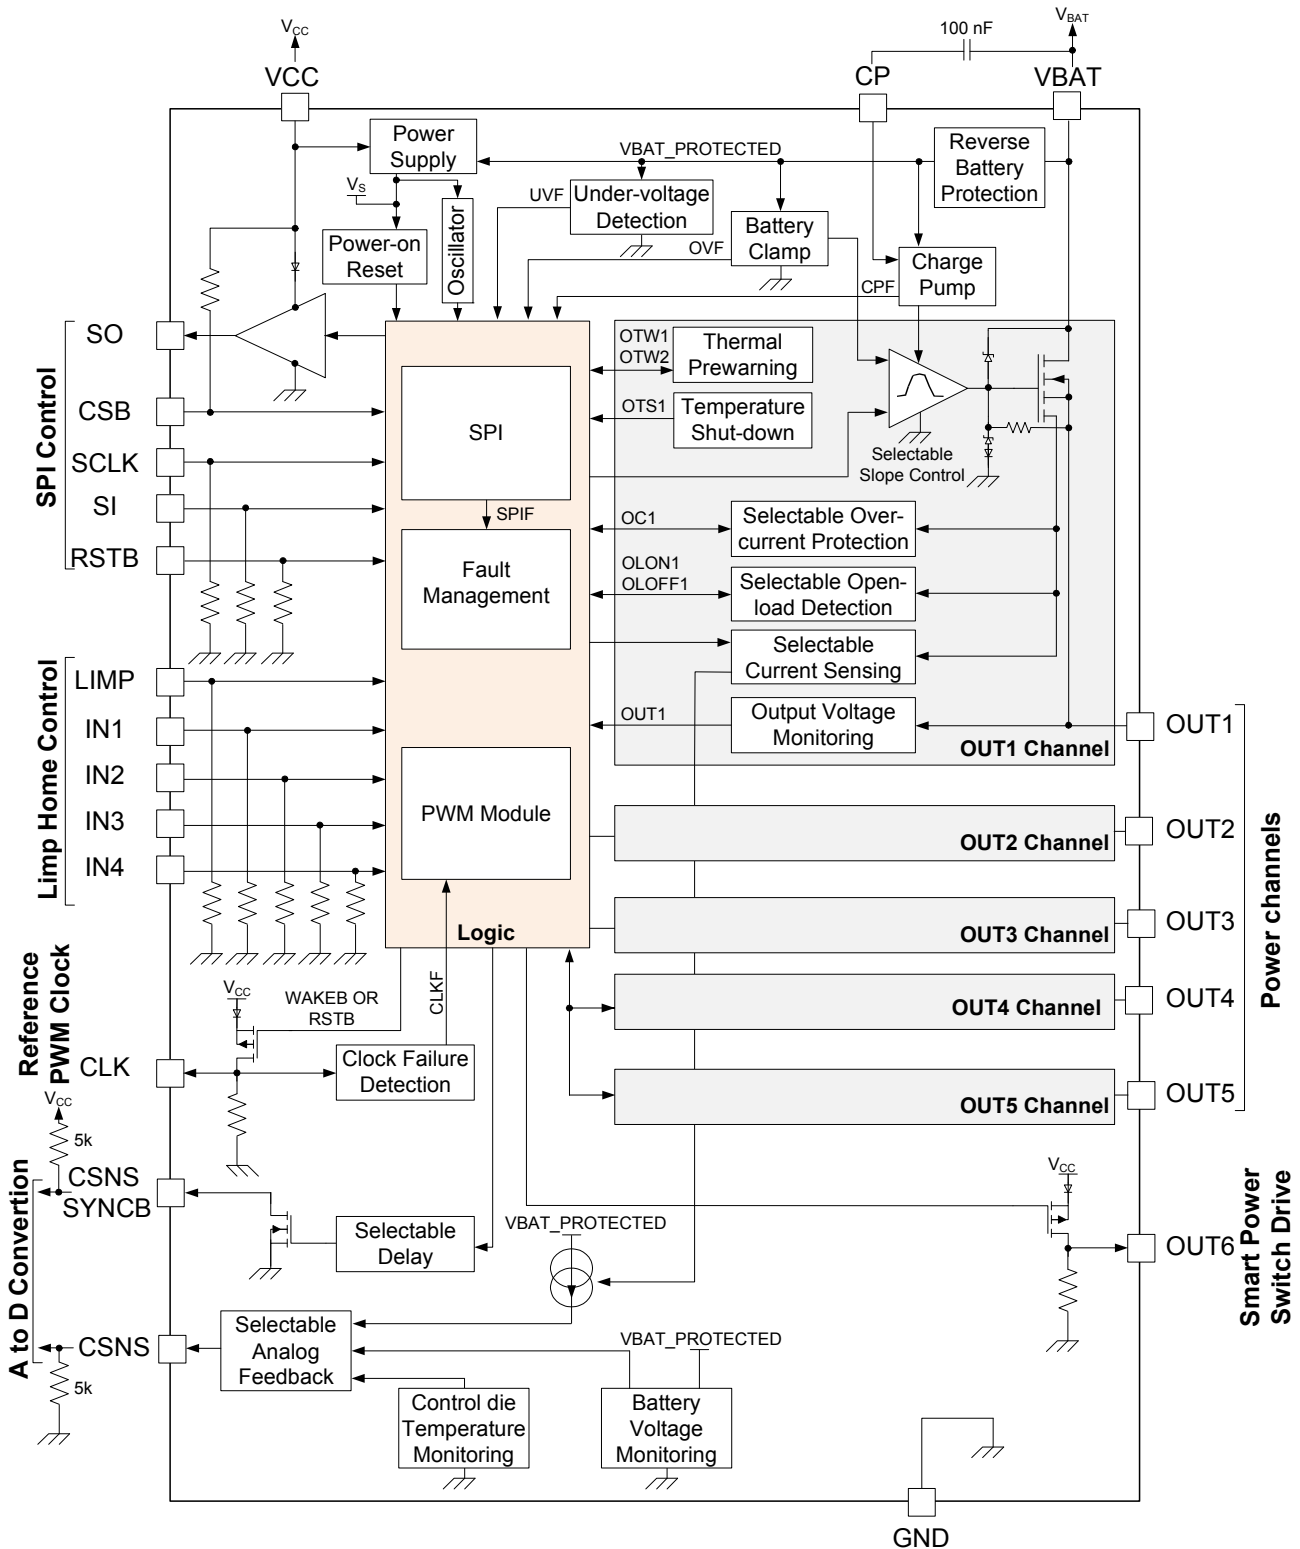 V_CC
100 nF
V_BAT
VCC
CP
VBAT
Power
Supply
VBAT_PROTECTED
Reverse
Battery
Protection
V_S
UVF
Under-voltage
Detection
Oscillator
Power-on
Reset
OVF
Battery
Clamp
CPF
Charge
Pump
SPI Control
SO
CSB
SCLK
SI
RSTB
SPI
SPIF
Fault
Management
OTW1
OTW2
Thermal
Prewarning
OTS1
Temperature
Shut-down
Selectable
Slope Control
OC1
Selectable Over-
current Protection
OLON1
OLOFF1
Selectable Open-
load Detection
Selectable
Current Sensing
OUT1
Output Voltage
Monitoring
OUT1 Channel
Limp Home Control
LIMP
IN1
IN2
IN3
IN4
PWM Module
Logic
OUT2 Channel
OUT3 Channel
OUT4 Channel
OUT5 Channel
OUT1
OUT2
OUT3
OUT4
OUT5
Power channels
Reference
PWM Clock
V_CC
WAKEB OR
RSTB
CLKF
CLK
Clock Failure
Detection
V_CC
5k
A to D Convertion
CSNS
SYNCB
Selectable
Delay
VBAT_PROTECTED
V_CC
OUT6
Smart Power
Switch Drive
CSNS
5k
Selectable
Analog
Feedback
VBAT_PROTECTED
Control die
Temperature
Monitoring
Battery
Voltage
Monitoring
GND